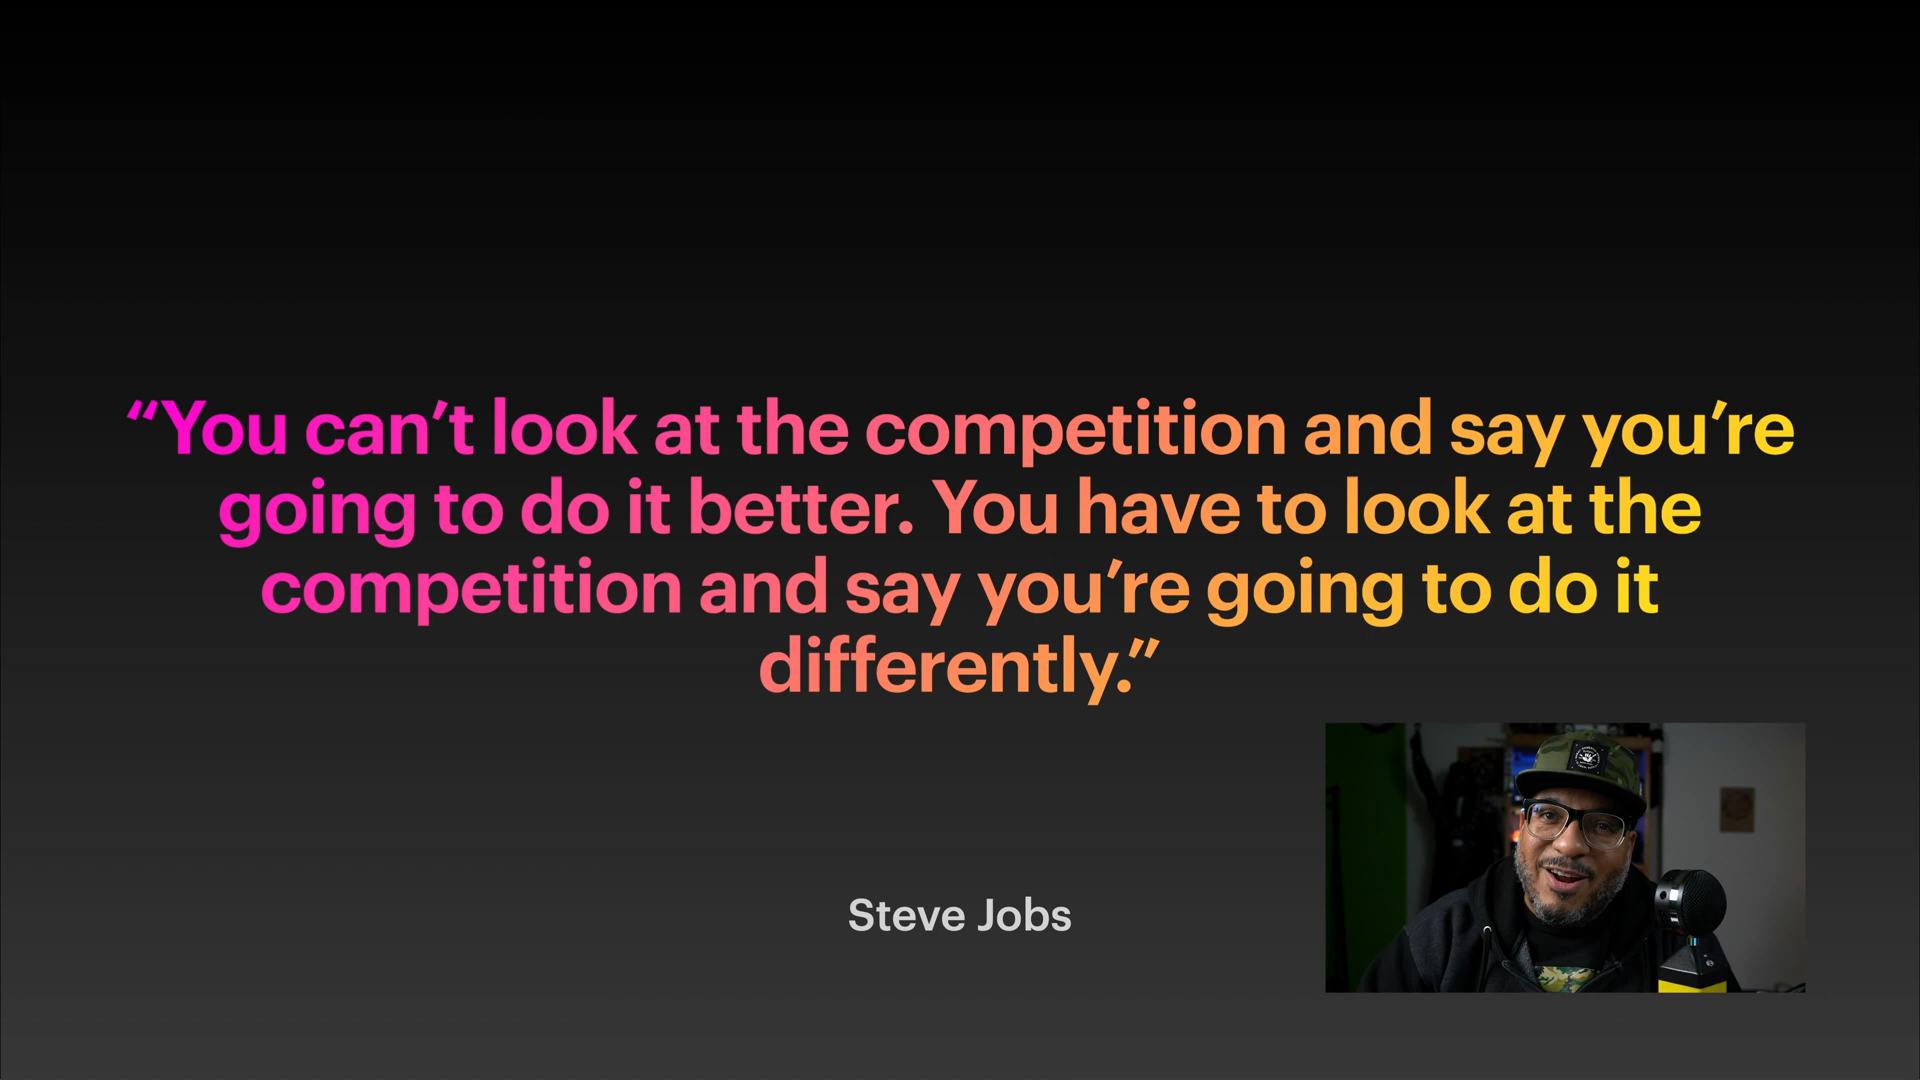 “You can’t look at the competition and say you’re
going to do it better. You have to look at the
competition and say you’re going to do it
differently.”
Steve Jobs